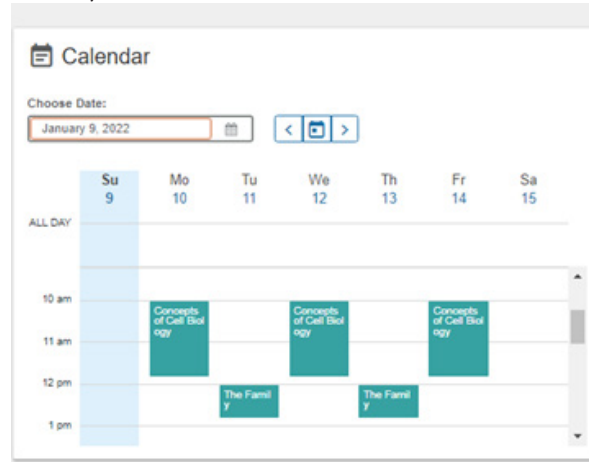 Calendar
Choose Date:
January 9, 2022
Su Mo Tu We Th Fr Sa
9 10 11 12 13 14 15
ALL DAY
10 am
Concepts
of Cell Biol
ogy
Concepts
of Cell Biol
ogy
Concepts
of Cell Biol
ogy
11 am
12 pm
The Famil
y
The Famil
y
1 pm